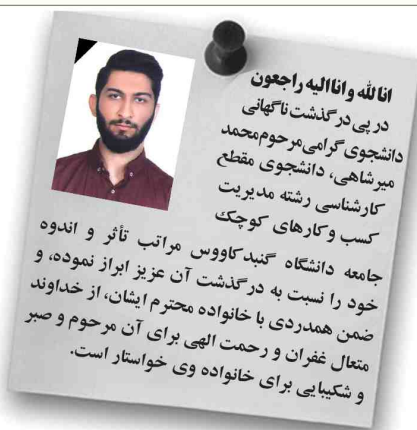 انا لله و انا الیه راجعون
در پی درگذشت ناگهانی
دانشجوی گرامی مرحوم محمد
میرشاهی، دانشجوی مقطع
کارشناسی رشته مدیریت
کسب و کارهای کوچک
جامعه دانشگاه گنبدکاووس مراتب تأثر و اندوه
خود را نسبت به درگذشت آن عزیز ابراز نموده، و
ضمن همدردی با خانواده محترم ایشان، از خداوند
متعال غفران و رحمت الهی برای آن مرحوم و صبر
و شکیبایی برای خانواده وی خواستار است.